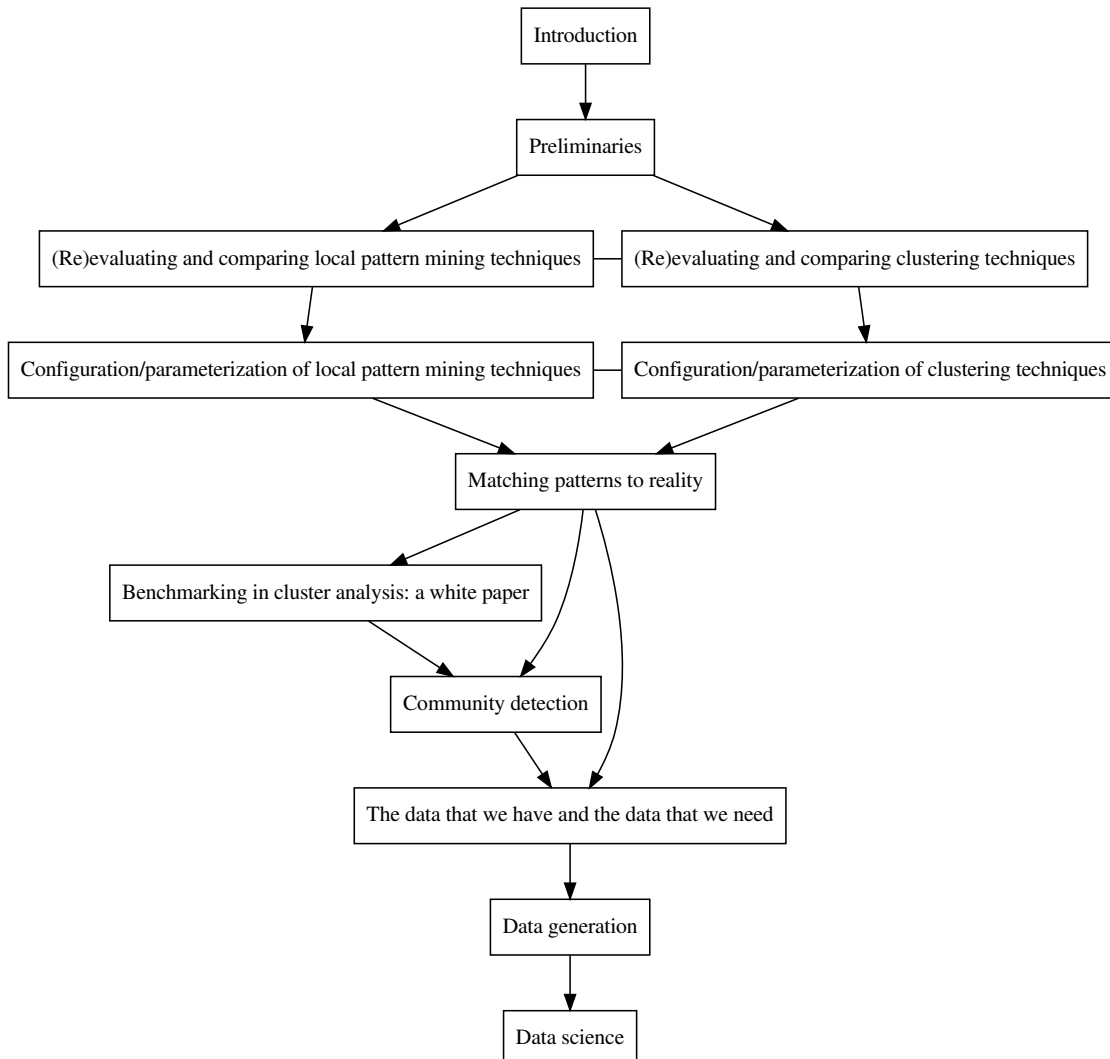 Introduction
Preliminaries
(Re)evaluating and comparing local pattern mining techniques
(Re)evaluating and comparing clustering techniques
Configuration/parameterization of local pattern mining techniques
Configuration/parameterization of clustering techniques
Matching patterns to reality
Benchmarking in cluster analysis: a white paper
Community detection
The data that we have and the data that we need
Data generation
Data science